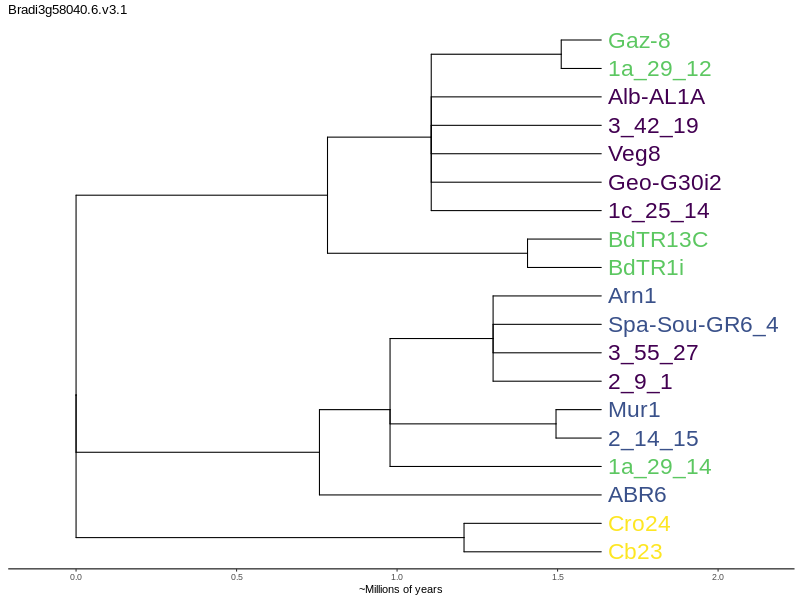 Bradi3g58040.6.v3.1
Gaz-8
1a_29_12
Alb-AL1A
3_42_19
Veg8
Geo-G30i2
1c_25_14
BdTR13C
BdTR1i
Arn1
Spa-Sou-GR6_4
3_55_27
2_9_1
Mur1
2_14_15
1a_29_14
ABR6
Cro24
Cb23
0.0 0.5 1.0 1.5 2.0
~Millions of years